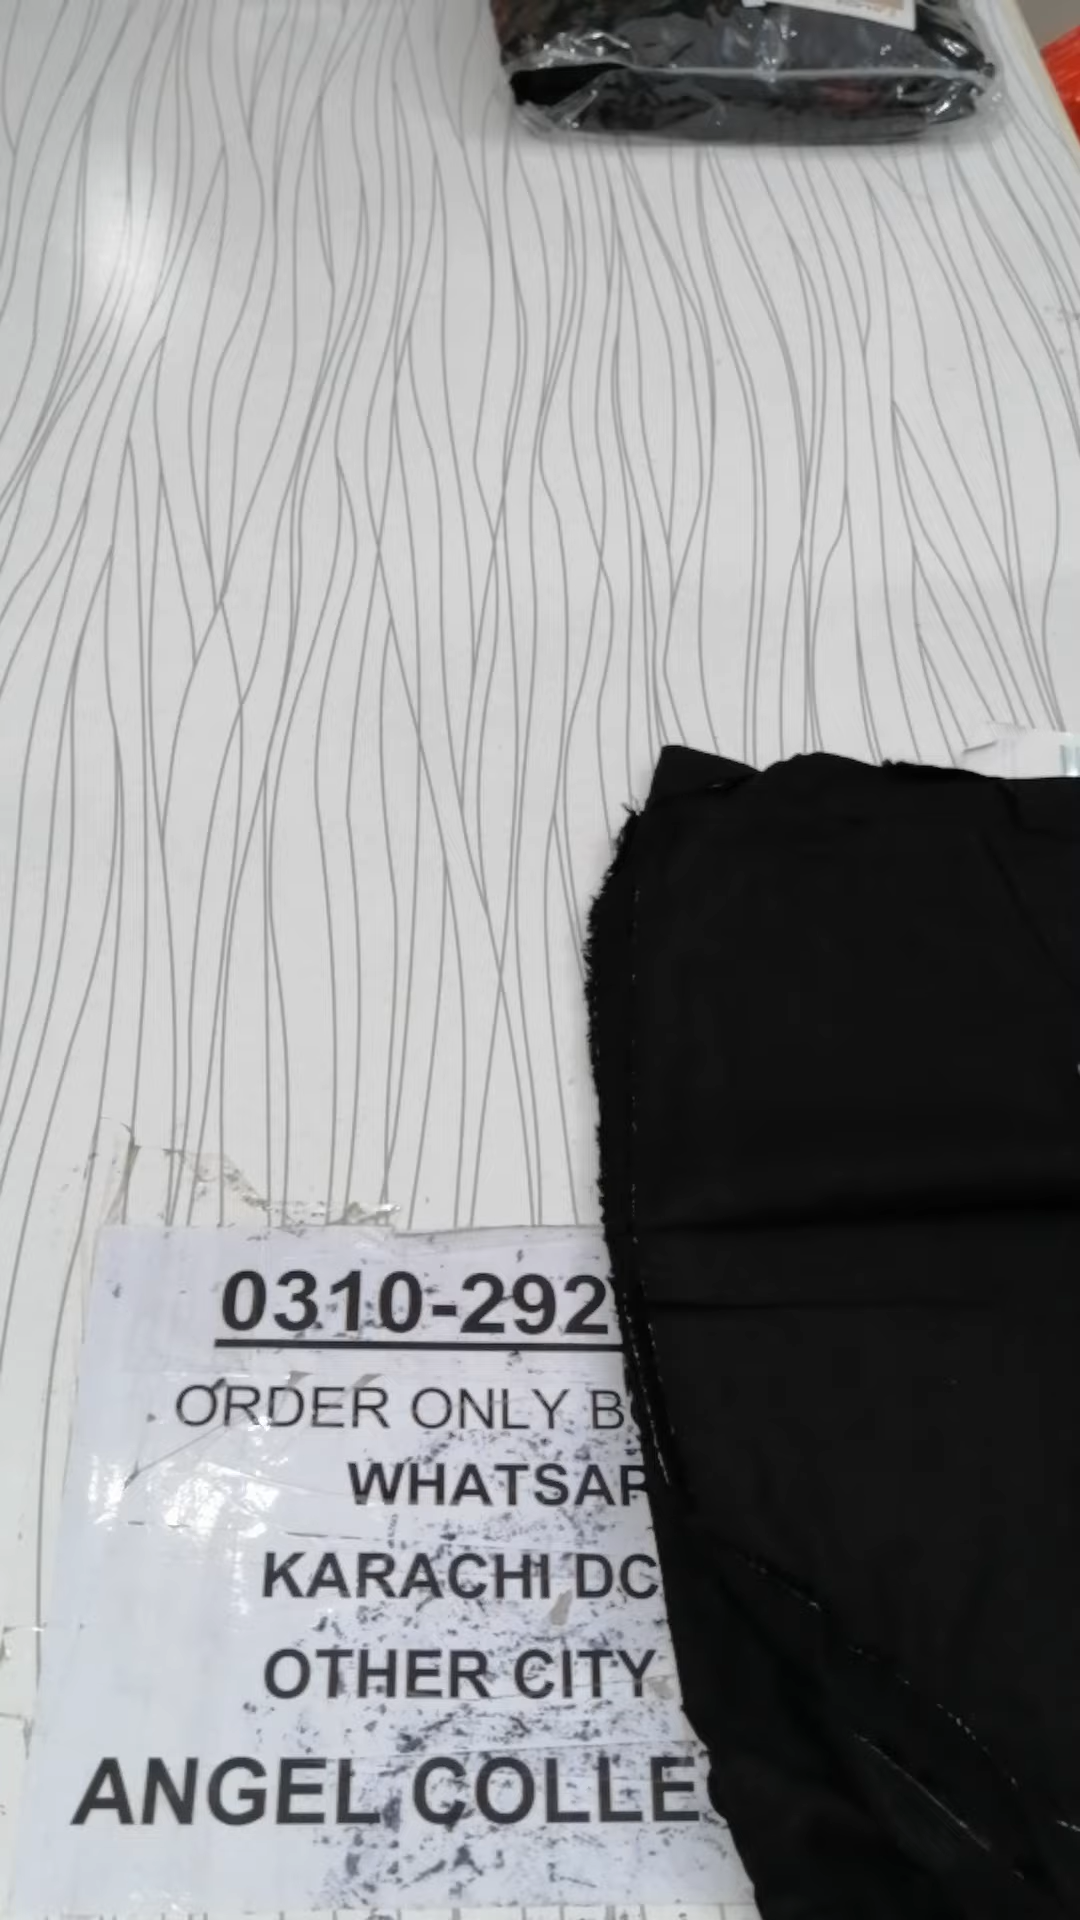 0310-292
ORDER ONLY
WHATSAP
KARACHI DC
OTHER CITY
ANGEL COLLE